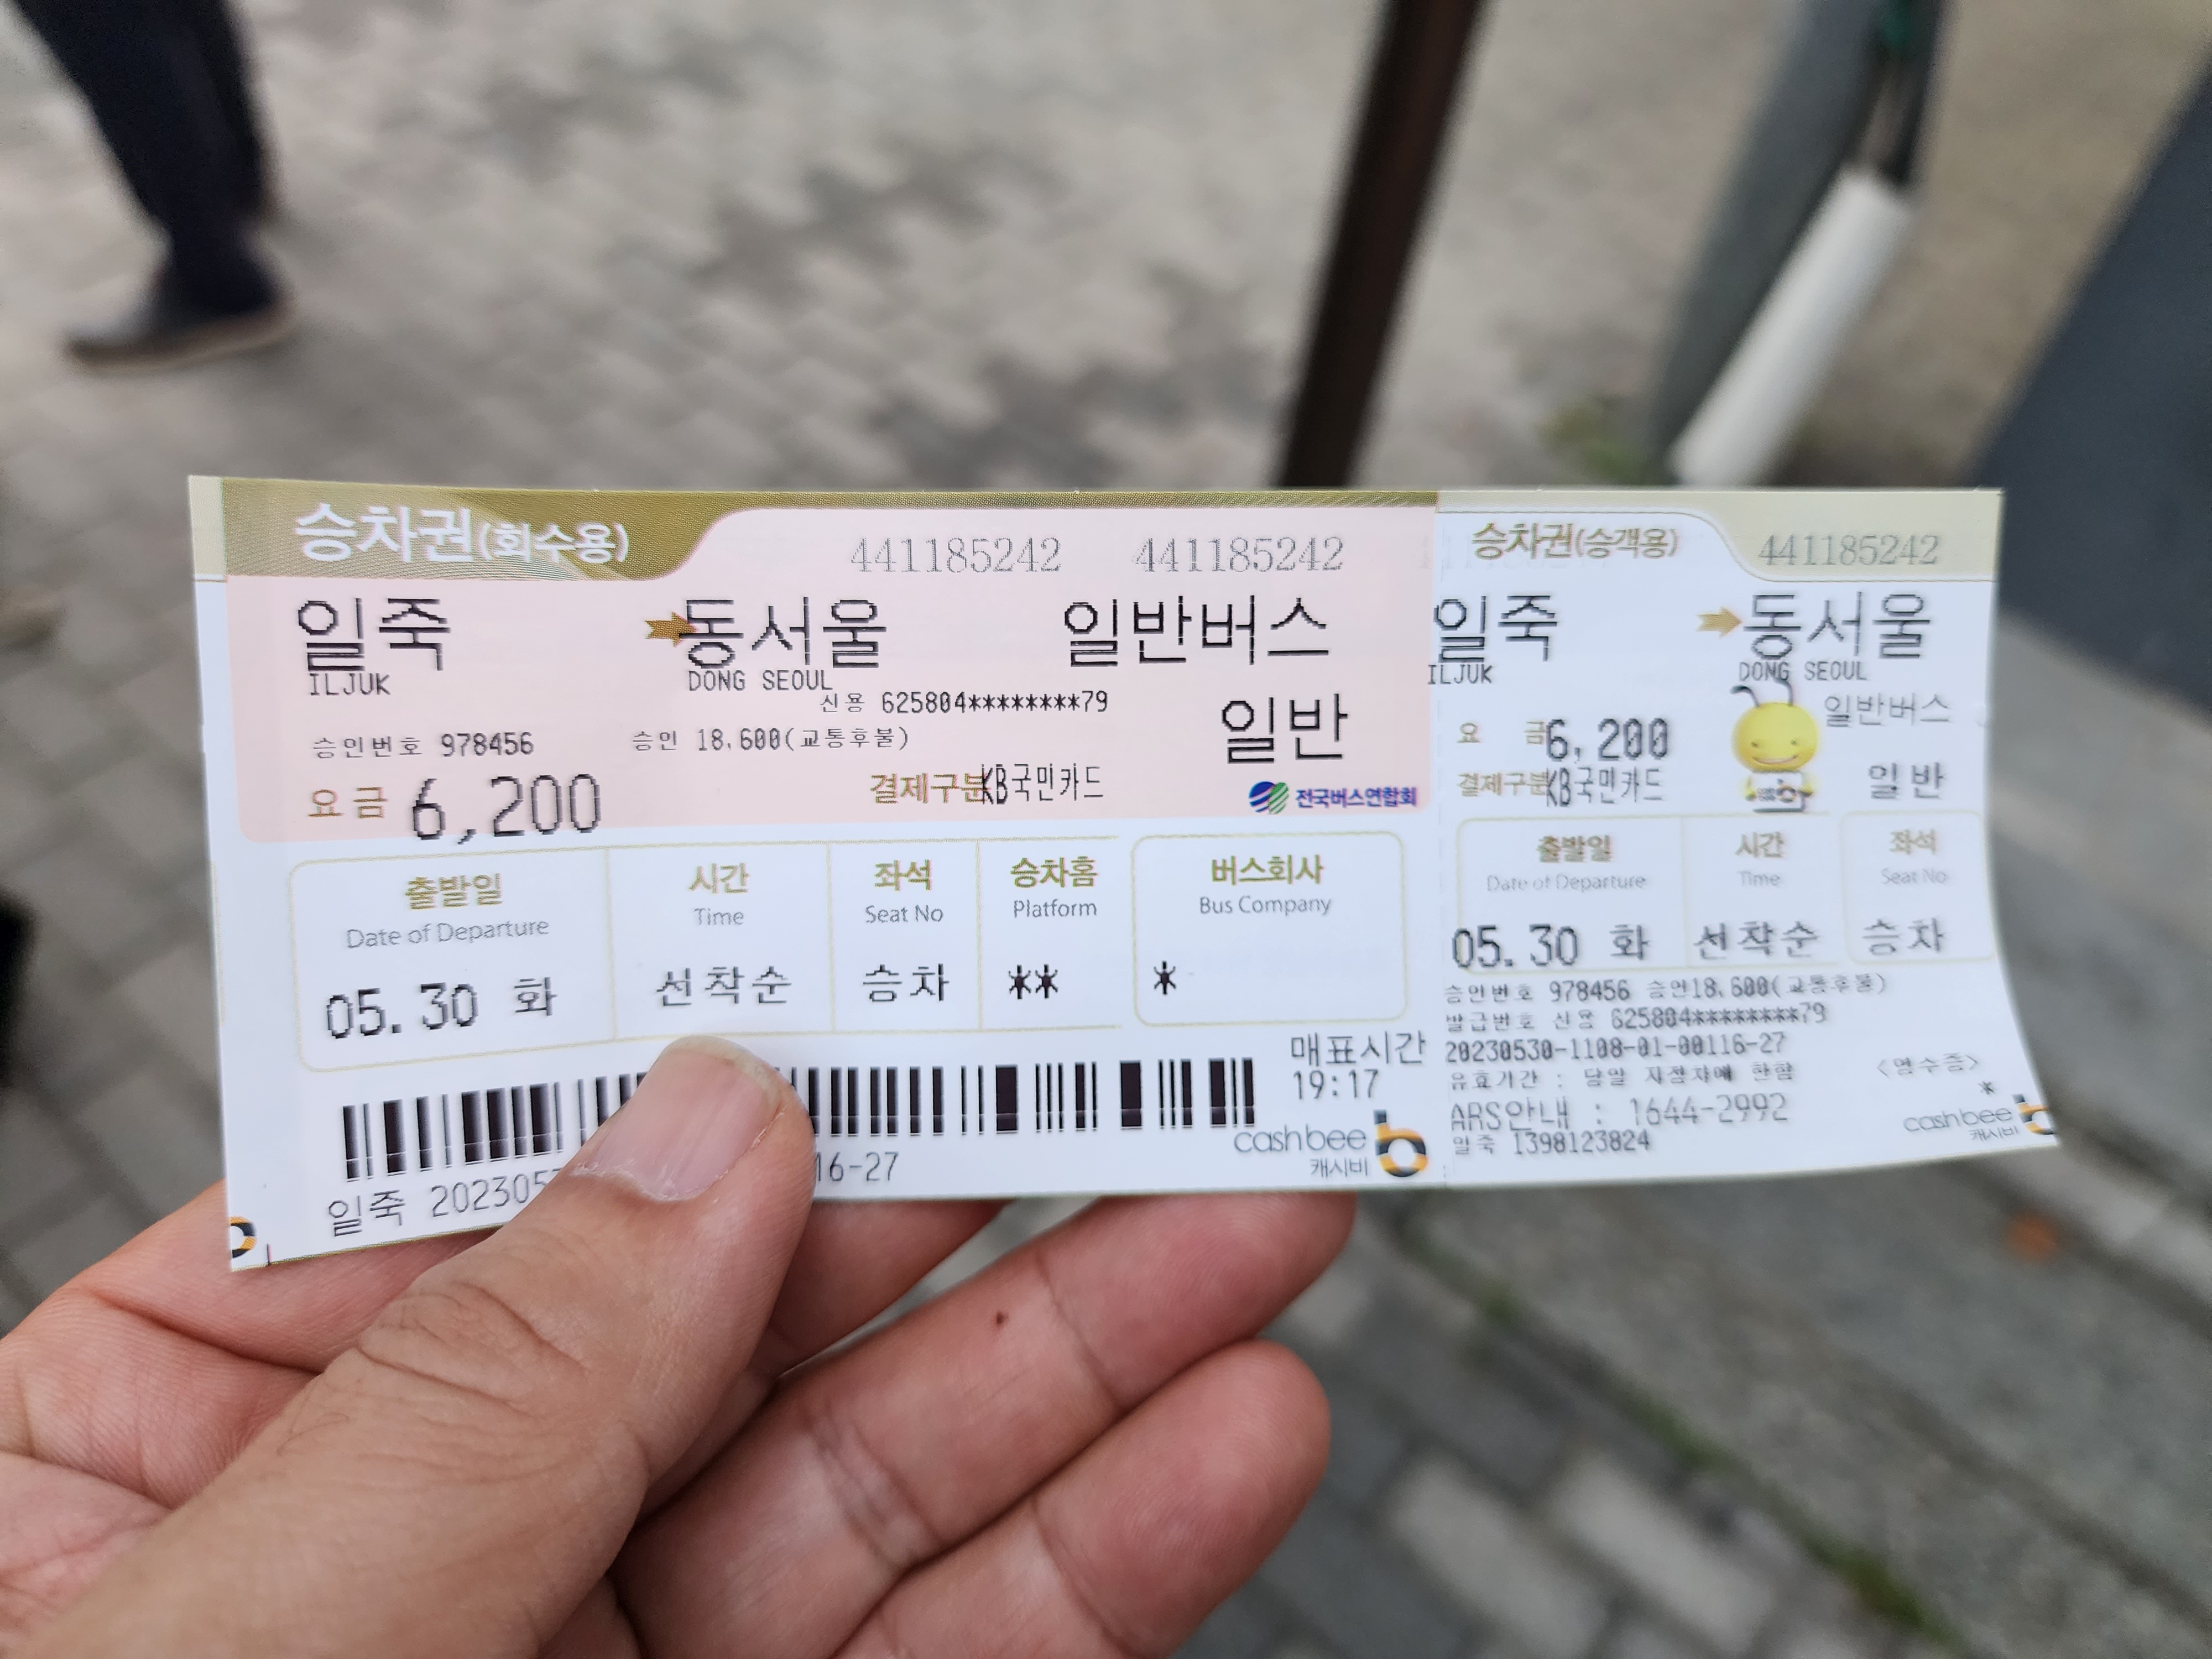 승차권(회수용) 441185242 441185242
일죽 동서울 일반버스
ILJUK DONG SEOUL
신용 625804********79 일반
승인번호 978456 승인 18,600(교통후불)
요금 6,200 결제구분 KB국민카드 전국버스연합회
출발일 시간 좌석 승차홈 버스회사
Date of Departure Time Seat No Platform Bus Company
05.30 화 선착순 승차 ** *
매표시간
19:17
cashbee
캐시비
일죽 202305 16-27
승차권(승객용) 441185242
일죽 동서울
ILJUK DONG SEOUL
일반버스
요 금 6,200
결제구분 KB국민카드 일반
출발일 시간 좌석
Date of Departure Time Seat No
05.30 화 선착순 승차
승인번호 978456 승인18,600(교통후불)
발급번호 신용 625804********79
20230530-1108-01-00116-27
유효기간 : 당일 지정차에 한함 <영수증>
*
ARS안내 : 1644-2992 cashbee
캐시비
일죽 1398123824